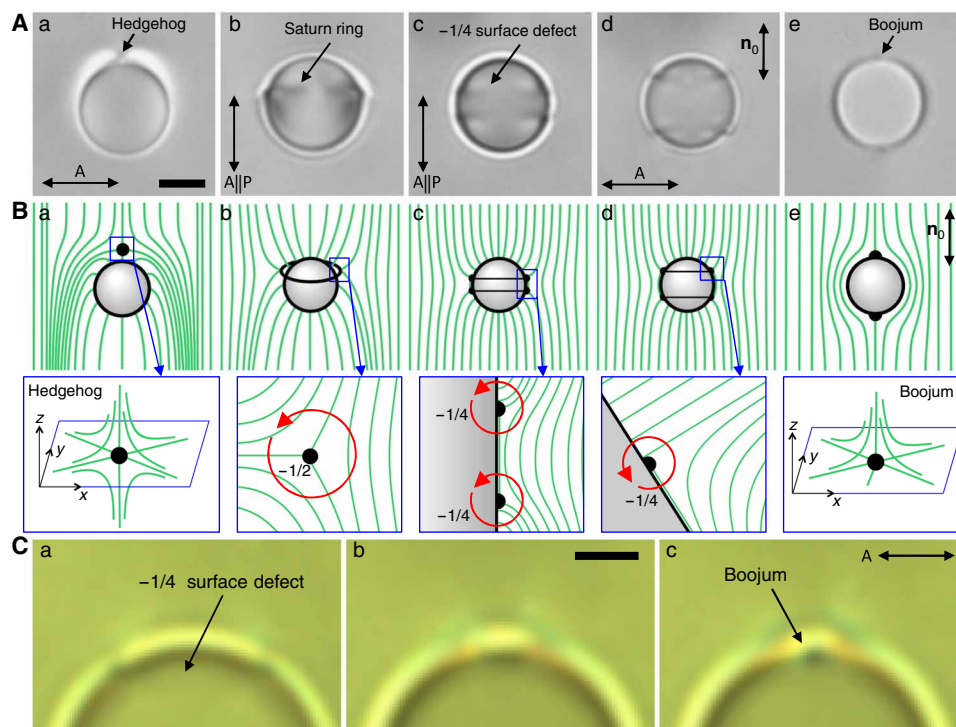 A
a
Hedgehog
A
b
Saturn ring
A||P
c
−1/4 surface defect
A||P
d
n0
A
e
Boojum
B
a
b
c
d
e
n0
Hedgehog
z
y
x
−1/2
−1/4
−1/4
−1/4
Boojum
z
y
x
C
a
−1/4 surface defect
b
c
A
Boojum